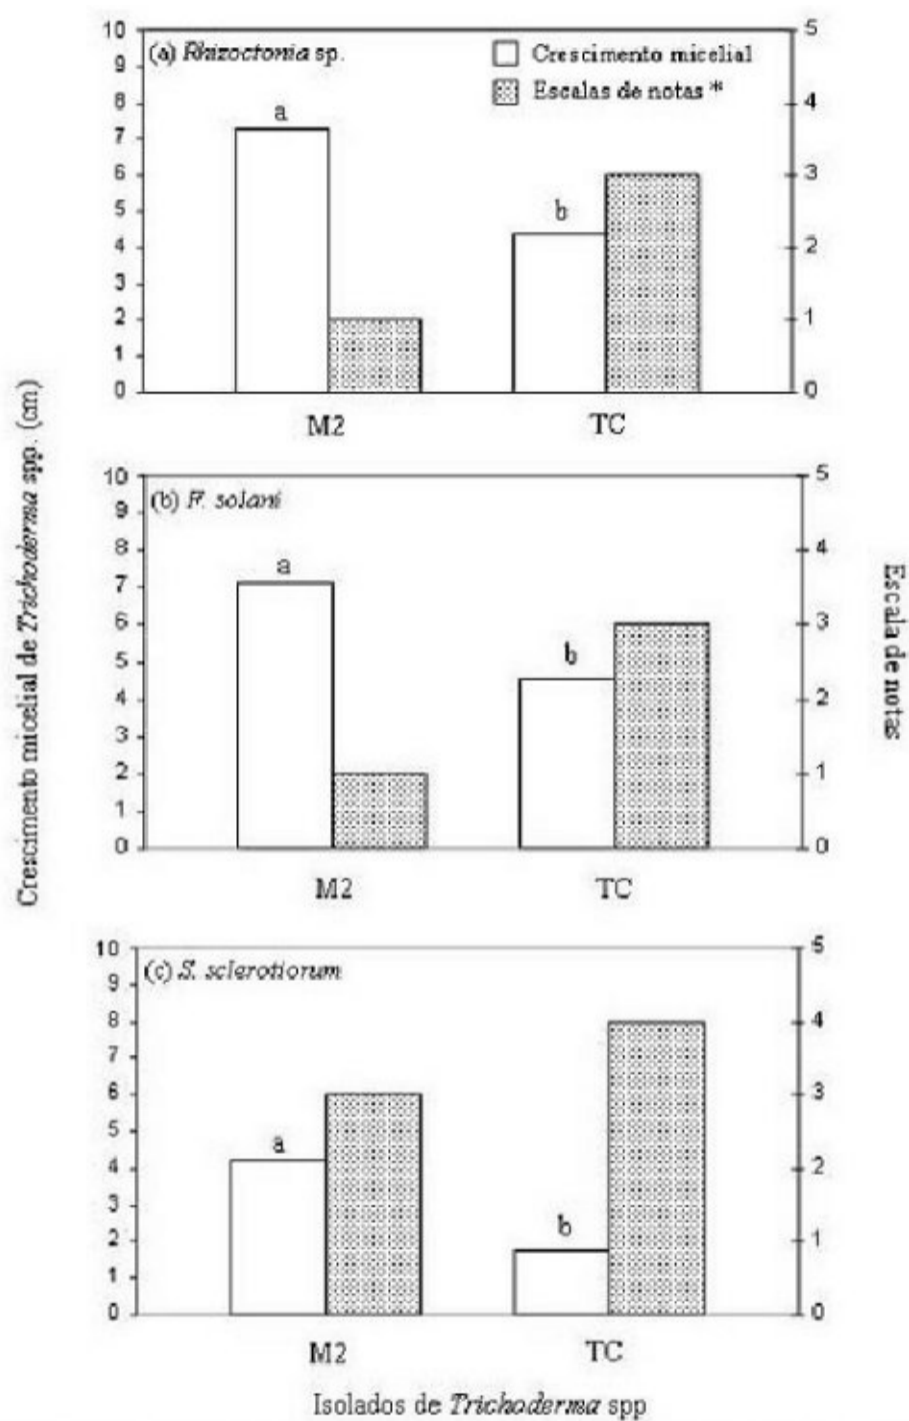 (a) Rhizoctonia sp.
Crescimento micelial
Escalas de notas *
10
9
8
7
6
5
4
3
2
1
0
5
4
3
2
1
0
a
b
M2
TC
Crescimento micelial de Trichoderma spp. (cm)
(b) F. solani
10
9
8
7
6
5
4
3
2
1
0
5
4
3
2
1
0
a
b
M2
TC
Escala de notas
(c) S. sclerotiorum
10
9
8
7
6
5
4
3
2
1
0
5
4
3
2
1
0
a
b
M2
TC
Isolados de Trichoderma spp